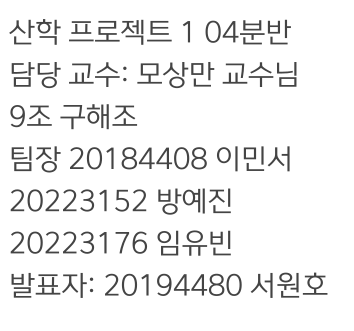 산학 프로젝트 1 04분반
담당 교수: 모상만 교수님
9조 구해조
팀장 20184408 이민서
20223152 방예진
20223176 임유빈
발표자: 20194480 서원호